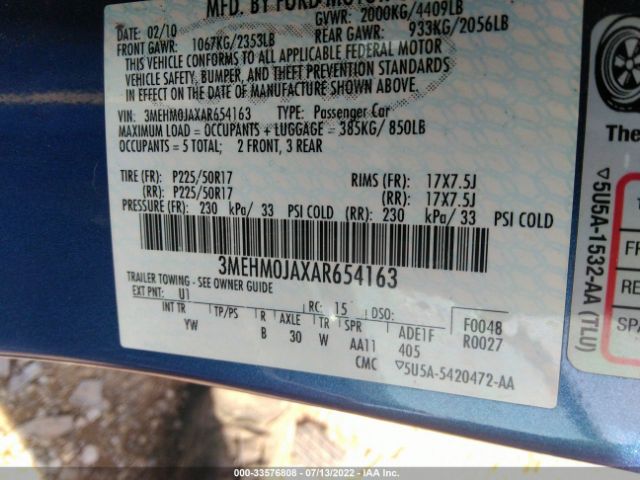 MFD. BY FORD MOTOR
02/10 GVWR: 2000KG/4409LB
FRONT GAWR: 1067KG/2353LB REAR GAWR: 933KG/2056LB
THIS VEHICLE CONFORMS TO ALL APPLICABLE FEDERAL MOTOR
VEHICLE SAFETY, BUMPER, AND THEFT PREVENTION STANDARDS
IN EFFECT ON THE DATE OF MANUFACTURE SHOWN ABOVE.
VIN: 3MEHM0JAXAR654163 TYPE: Passenger Car
MAXIMUM LOAD = OCCUPANTS + LUGGAGE = 385KG/ 850LB
OCCUPANTS = 5 TOTAL: 2 FRONT, 3 REAR
TIRE (FR): P225/50R17 RIMS (FR): 17X7.5J
(RR): P225/50R17 (RR): 17X7.5J
PRESSURE (FR): 230 kPa/ 33 PSI COLD (RR): 230 kPa/ 33 PSI COLD
3MEHM0JAXAR654163
TRAILER TOWING - SEE OWNER GUIDE
EXT PNT: U1 RC: 15 DSO:
INT TR TP/PS R AXLE TR SPR ADE1F F0048
YW B 30 W AA11 405 R0027
CMC ▽5U5A-5420472-AA
The
▽5U5A-1532-AA (TLU)
FR
RE
SPA
000-33576808 - 07/13/2022 - IAA Inc.